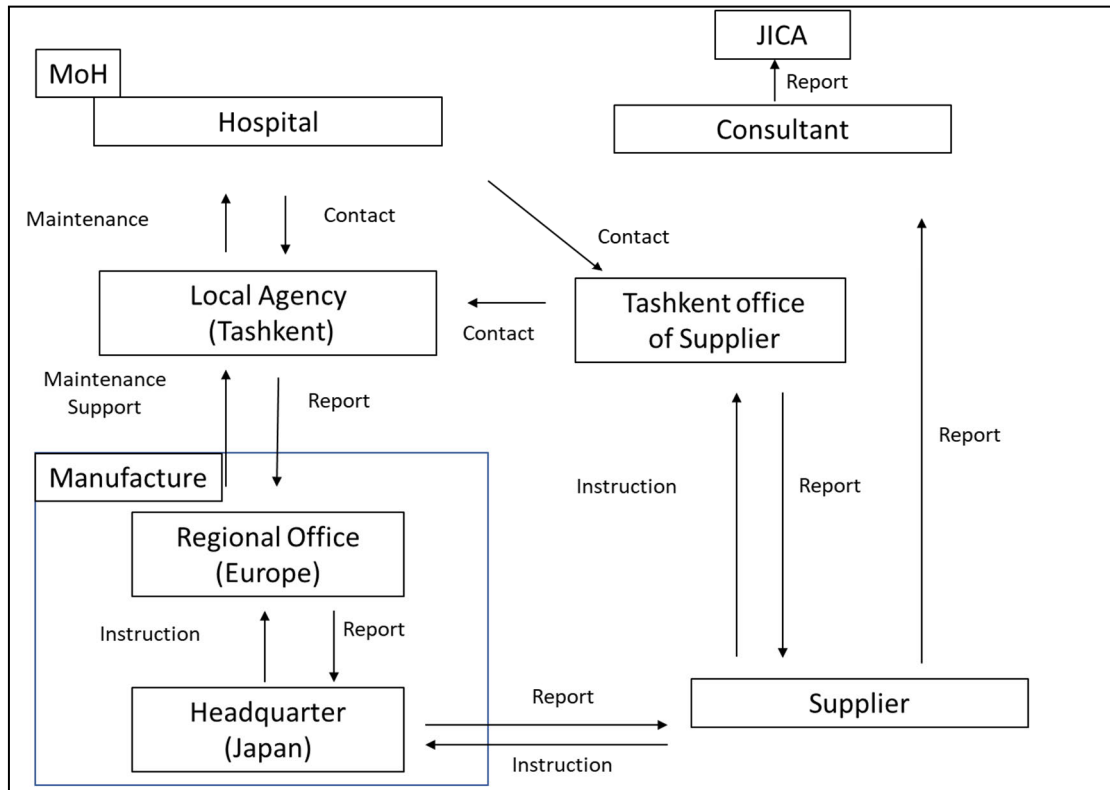 JICA
MoH
Report
Hospital
Consultant
Maintenance
Contact
Contact
Local Agency
(Tashkent)
Contact
Tashkent office
of Supplier
Maintenance
Support
Report
Report
Manufacture
Instruction
Report
Regional Office
(Europe)
Instruction
Report
Headquarter
(Japan)
Report
Instruction
Supplier